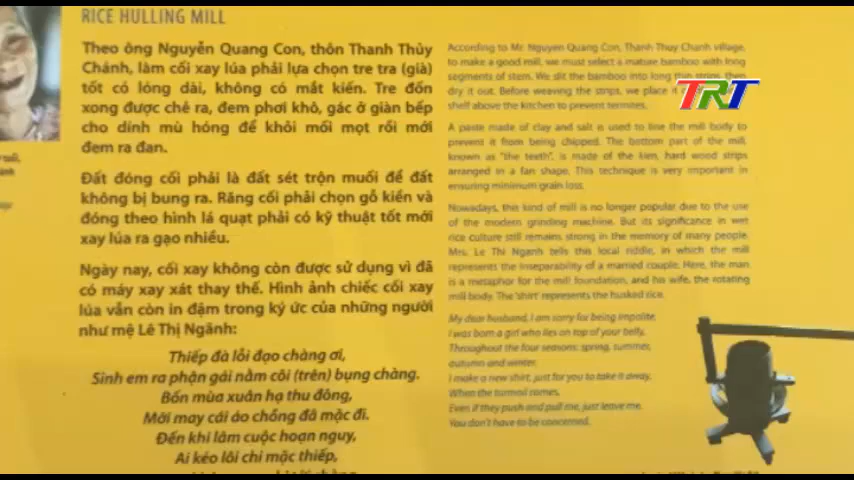 RICE HULLING MILL
Theo ông Nguyễn Quang Con, thôn Thanh Thủy
Chánh, làm cối xay lúa phải lựa chọn tre tra (già)
tốt có lóng dài, không có mắt kiến. Tre đốn
xong được chẻ ra, đem phơi khô, gác ở giàn bếp
cho dính mù hóng để khỏi mối mọt rồi mới
đem ra đan.
Đất đóng cối phải là đất sét trộn muối để đất
không bị bung ra. Răng cối phải chọn gỗ kiền và
đóng theo hình lá quạt phải có kỹ thuật tốt mới
xay lúa ra gạo nhiều.
Ngày nay, cối xay không còn được sử dụng vì đã
có máy xay xát thay thế. Hình ảnh chiếc cối xay
lúa vẫn còn in đậm trong ký ức của những người
như mệ Lê Thị Ngãnh:
Thiếp đà lỗi đạo chàng ơi,
Sinh em ra phận gái nằm côi (trên) bụng chàng.
Bốn mùa xuân hạ thu đông,
Mới may cái áo chồng đã mặc đi.
Đến khi lâm cuộc hoạn nguy,
Ai kéo lôi chi mặc thiếp,
According to Mr. Nguyen Quang Con, Thanh Thuy Chanh village,
to make a good mill, we must select a mature bamboo with long
segments of stem. We slit the bamboo into long thin strips, then
dry it out. Before weaving the strips, we place it
shelf above the kitchen to prevent termites.
A paste made of clay and salt is used to line the mill body to
prevent it from being chipped. The bottom part of the mill,
known as "the teeth", is made of the kien, hard wood strips
arranged in a fan shape. This technique is very important in
ensuring minimum grain loss.
Nowadays, this kind of mill is no longer popular due to the use
of the modern grinding machine. But its significance in wet
rice culture still remains strong in the memory of many people.
Mrs. Le Thi Nganh tells this local riddle, in which the mill
represents the inseparability of a married couple. Here, the man
is a metaphor for the mill foundation, and his wife, the rotating
mill body. The 'shirt' represents the husked rice.
My dear husband, I am sorry for being impolite,
I was born a girl who lies on top of your belly,
Throughout the four seasons: spring, summer,
autumn and winter.
I make a new shirt, just for you to take it away.
When the turmoil comes,
Even if they push and pull me, just leave me,
You don't have to be concerned.
TRT